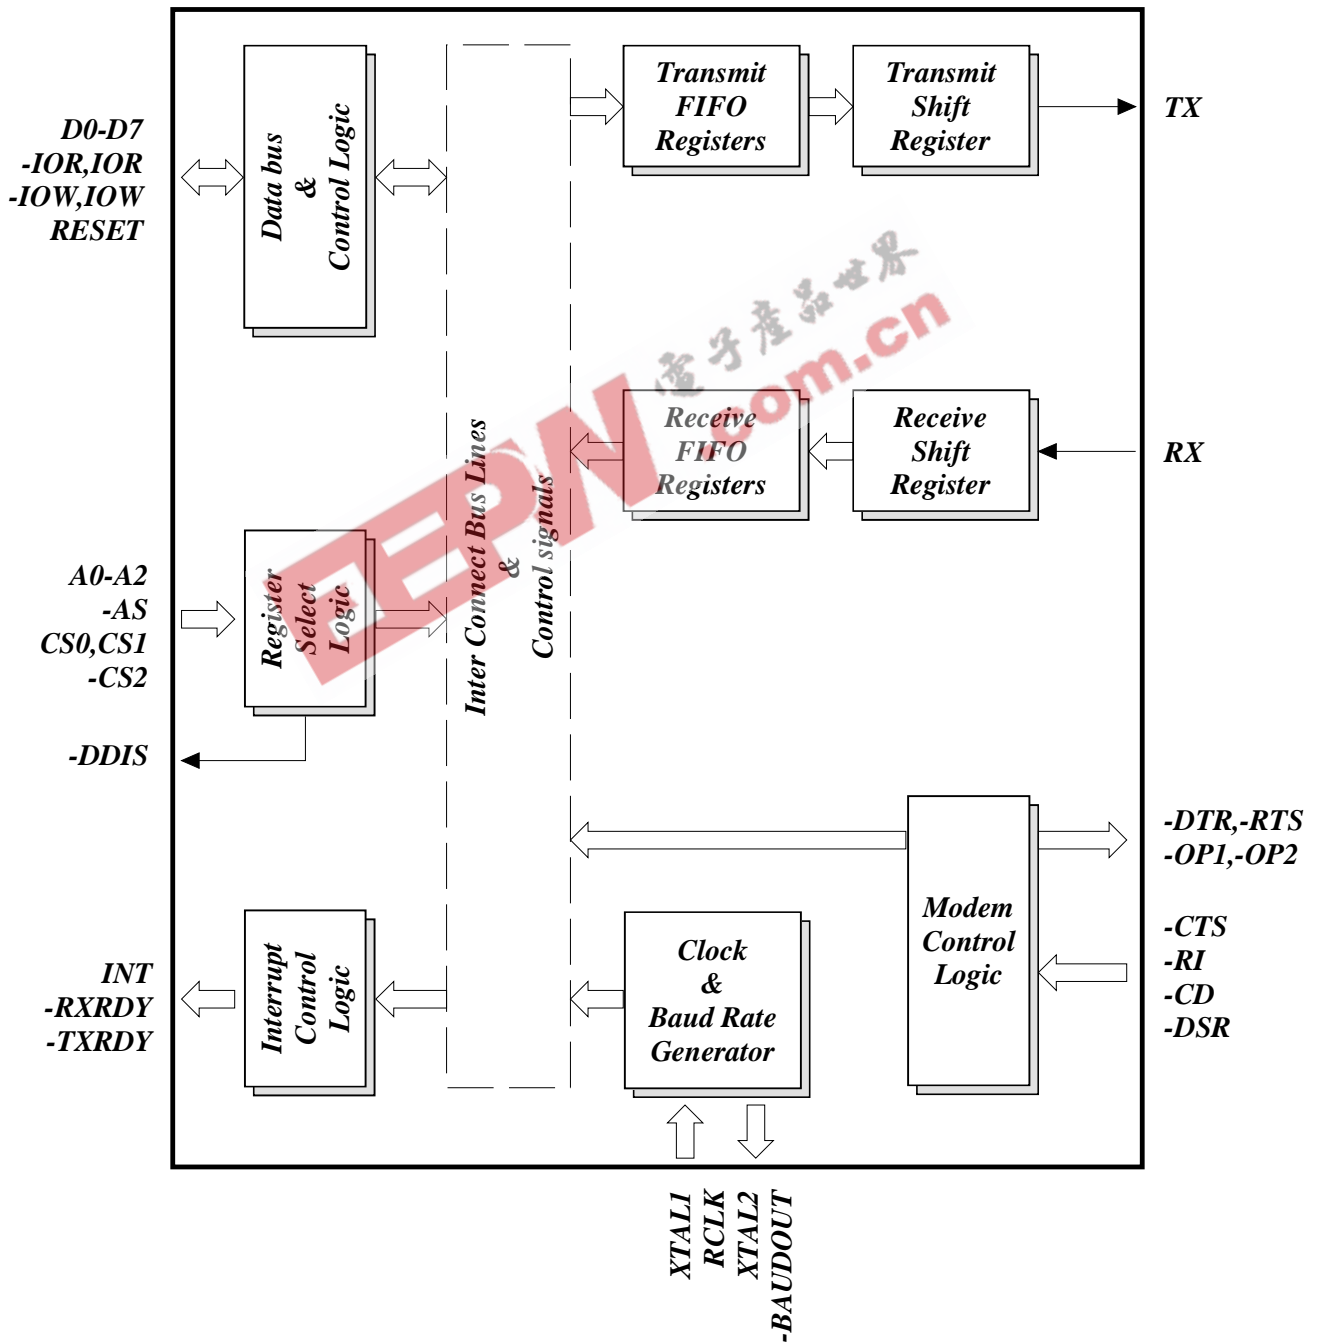 D0-D7
-IOR,IOR
-IOW,IOW
RESET
Data bus
&
Control Logic
Transmit
FIFO
Registers
Transmit
Shift
Register
TX
電子產品世界
.com.cn
EEPW
Receive
FIFO
Registers
Receive
Shift
Register
RX
Inter Connect Bus Lines
&
Control signals
A0-A2
-AS
CS0,CS1
-CS2
Register
Select
Logic
-DDIS
-DTR,-RTS
-OP1,-OP2
Modem
Control
Logic
-CTS
-RI
-CD
-DSR
INT
-RXRDY
-TXRDY
Interrupt
Control
Logic
Clock
&
Baud Rate
Generator
XTAL1
RCLK
XTAL2
-BAUDOUT